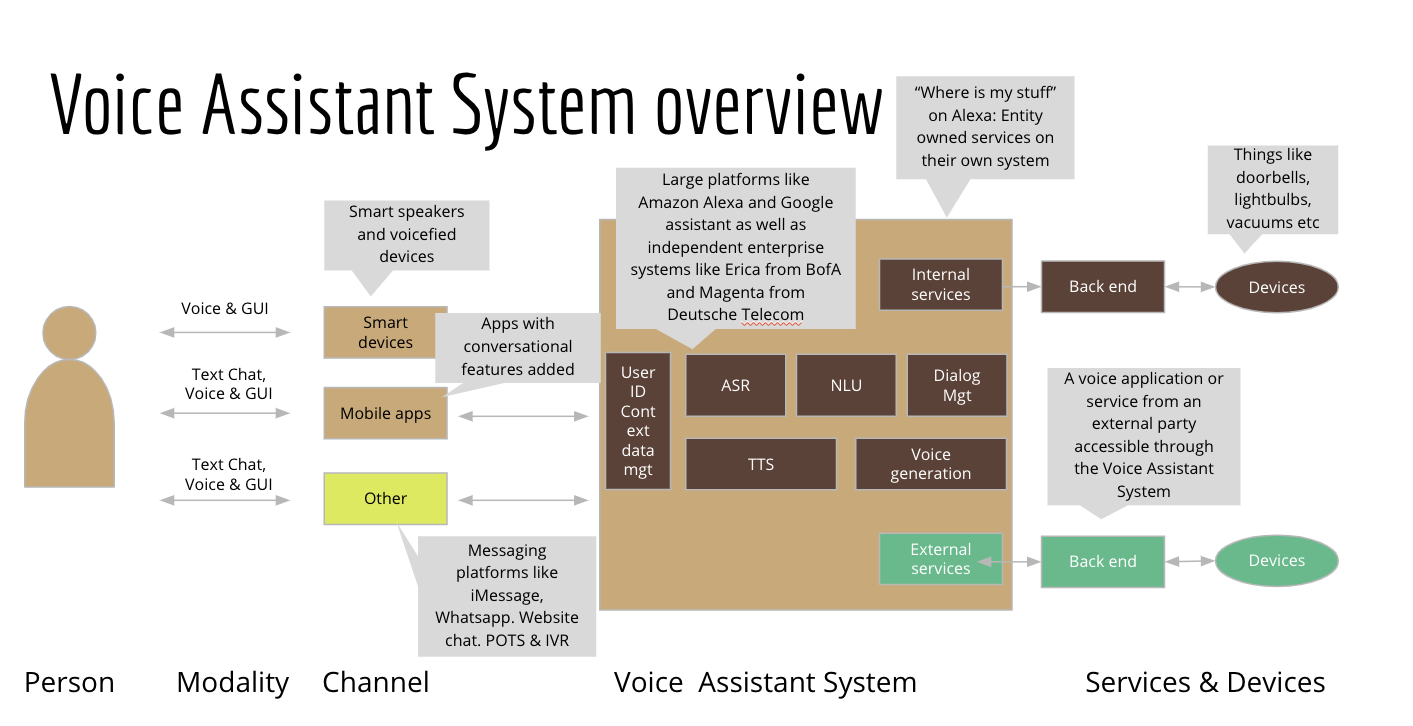 Voice Assistant System overview
“Where is my stuff”
on Alexa: Entity
owned services on
their own system
Things like
doorbells,
lightbulbs,
vacuums etc
Large platforms like
Amazon Alexa and Google
assistant as well as
independent enterprise
systems like Erica from BofA
and Magenta from
Deutsche Telecom
Smart speakers
and voicefied
devices
Internal
services
Back end
Devices
Voice & GUI
Smart
devices
Apps with
conversational
features added
Text Chat,
Voice & GUI
Mobile apps
User
ID
Cont
ext
data
mgt
ASR
NLU
Dialog
Mgt
A voice application or
service from an
external party
accessible through
the Voice Assistant
System
TTS
Voice
generation
Text Chat,
Voice & GUI
Other
Messaging
platforms like
iMessage,
Whatsapp. Website
chat. POTS & IVR
External
services
Back end
Devices
Person
Modality
Channel
Voice  Assistant System
Services & Devices